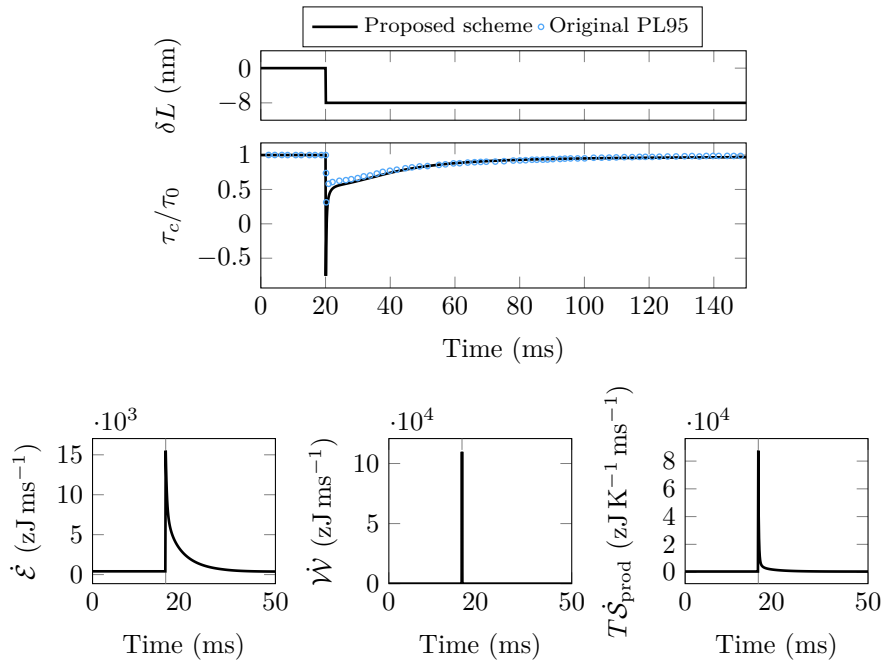 Proposed scheme Original PL95
δL (nm)
0
−8
τc/τ0
1
0.5
0
−0.5
0 20 40 60 80 100 120 140
Time (ms)
Ė (zJ ms⁻¹)
·10³
15
10
5
0
0 20 50
Time (ms)
Ẇ (zJ ms⁻¹)
·10⁴
10
5
0
0 20 50
Time (ms)
TṠprod (zJ K⁻¹ ms⁻¹)
·10⁴
8
6
4
2
0
0 20 50
Time (ms)